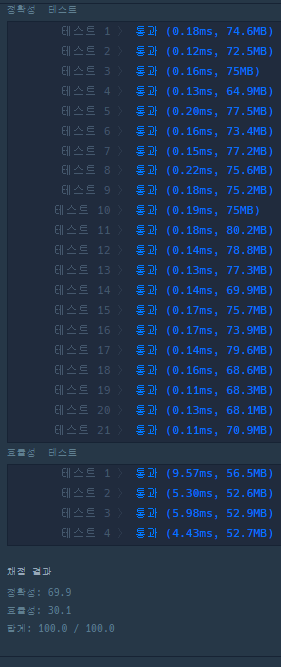 정확성 테스트
테스트 1 〉 통과 (0.18ms, 74.6MB)
테스트 2 〉 통과 (0.12ms, 72.5MB)
테스트 3 〉 통과 (0.16ms, 75MB)
테스트 4 〉 통과 (0.13ms, 64.9MB)
테스트 5 〉 통과 (0.20ms, 77.5MB)
테스트 6 〉 통과 (0.16ms, 73.4MB)
테스트 7 〉 통과 (0.15ms, 77.2MB)
테스트 8 〉 통과 (0.22ms, 75.6MB)
테스트 9 〉 통과 (0.18ms, 75.2MB)
테스트 10 〉 통과 (0.19ms, 75MB)
테스트 11 〉 통과 (0.18ms, 80.2MB)
테스트 12 〉 통과 (0.14ms, 78.8MB)
테스트 13 〉 통과 (0.13ms, 77.3MB)
테스트 14 〉 통과 (0.14ms, 69.9MB)
테스트 15 〉 통과 (0.17ms, 75.7MB)
테스트 16 〉 통과 (0.17ms, 73.9MB)
테스트 17 〉 통과 (0.14ms, 79.6MB)
테스트 18 〉 통과 (0.16ms, 68.6MB)
테스트 19 〉 통과 (0.11ms, 68.3MB)
테스트 20 〉 통과 (0.13ms, 68.1MB)
테스트 21 〉 통과 (0.11ms, 70.9MB)
효율성 테스트
테스트 1 〉 통과 (9.57ms, 56.5MB)
테스트 2 〉 통과 (5.30ms, 52.6MB)
테스트 3 〉 통과 (5.98ms, 52.9MB)
테스트 4 〉 통과 (4.43ms, 52.7MB)
채점 결과
정확성: 69.9
효율성: 30.1
합계: 100.0 / 100.0